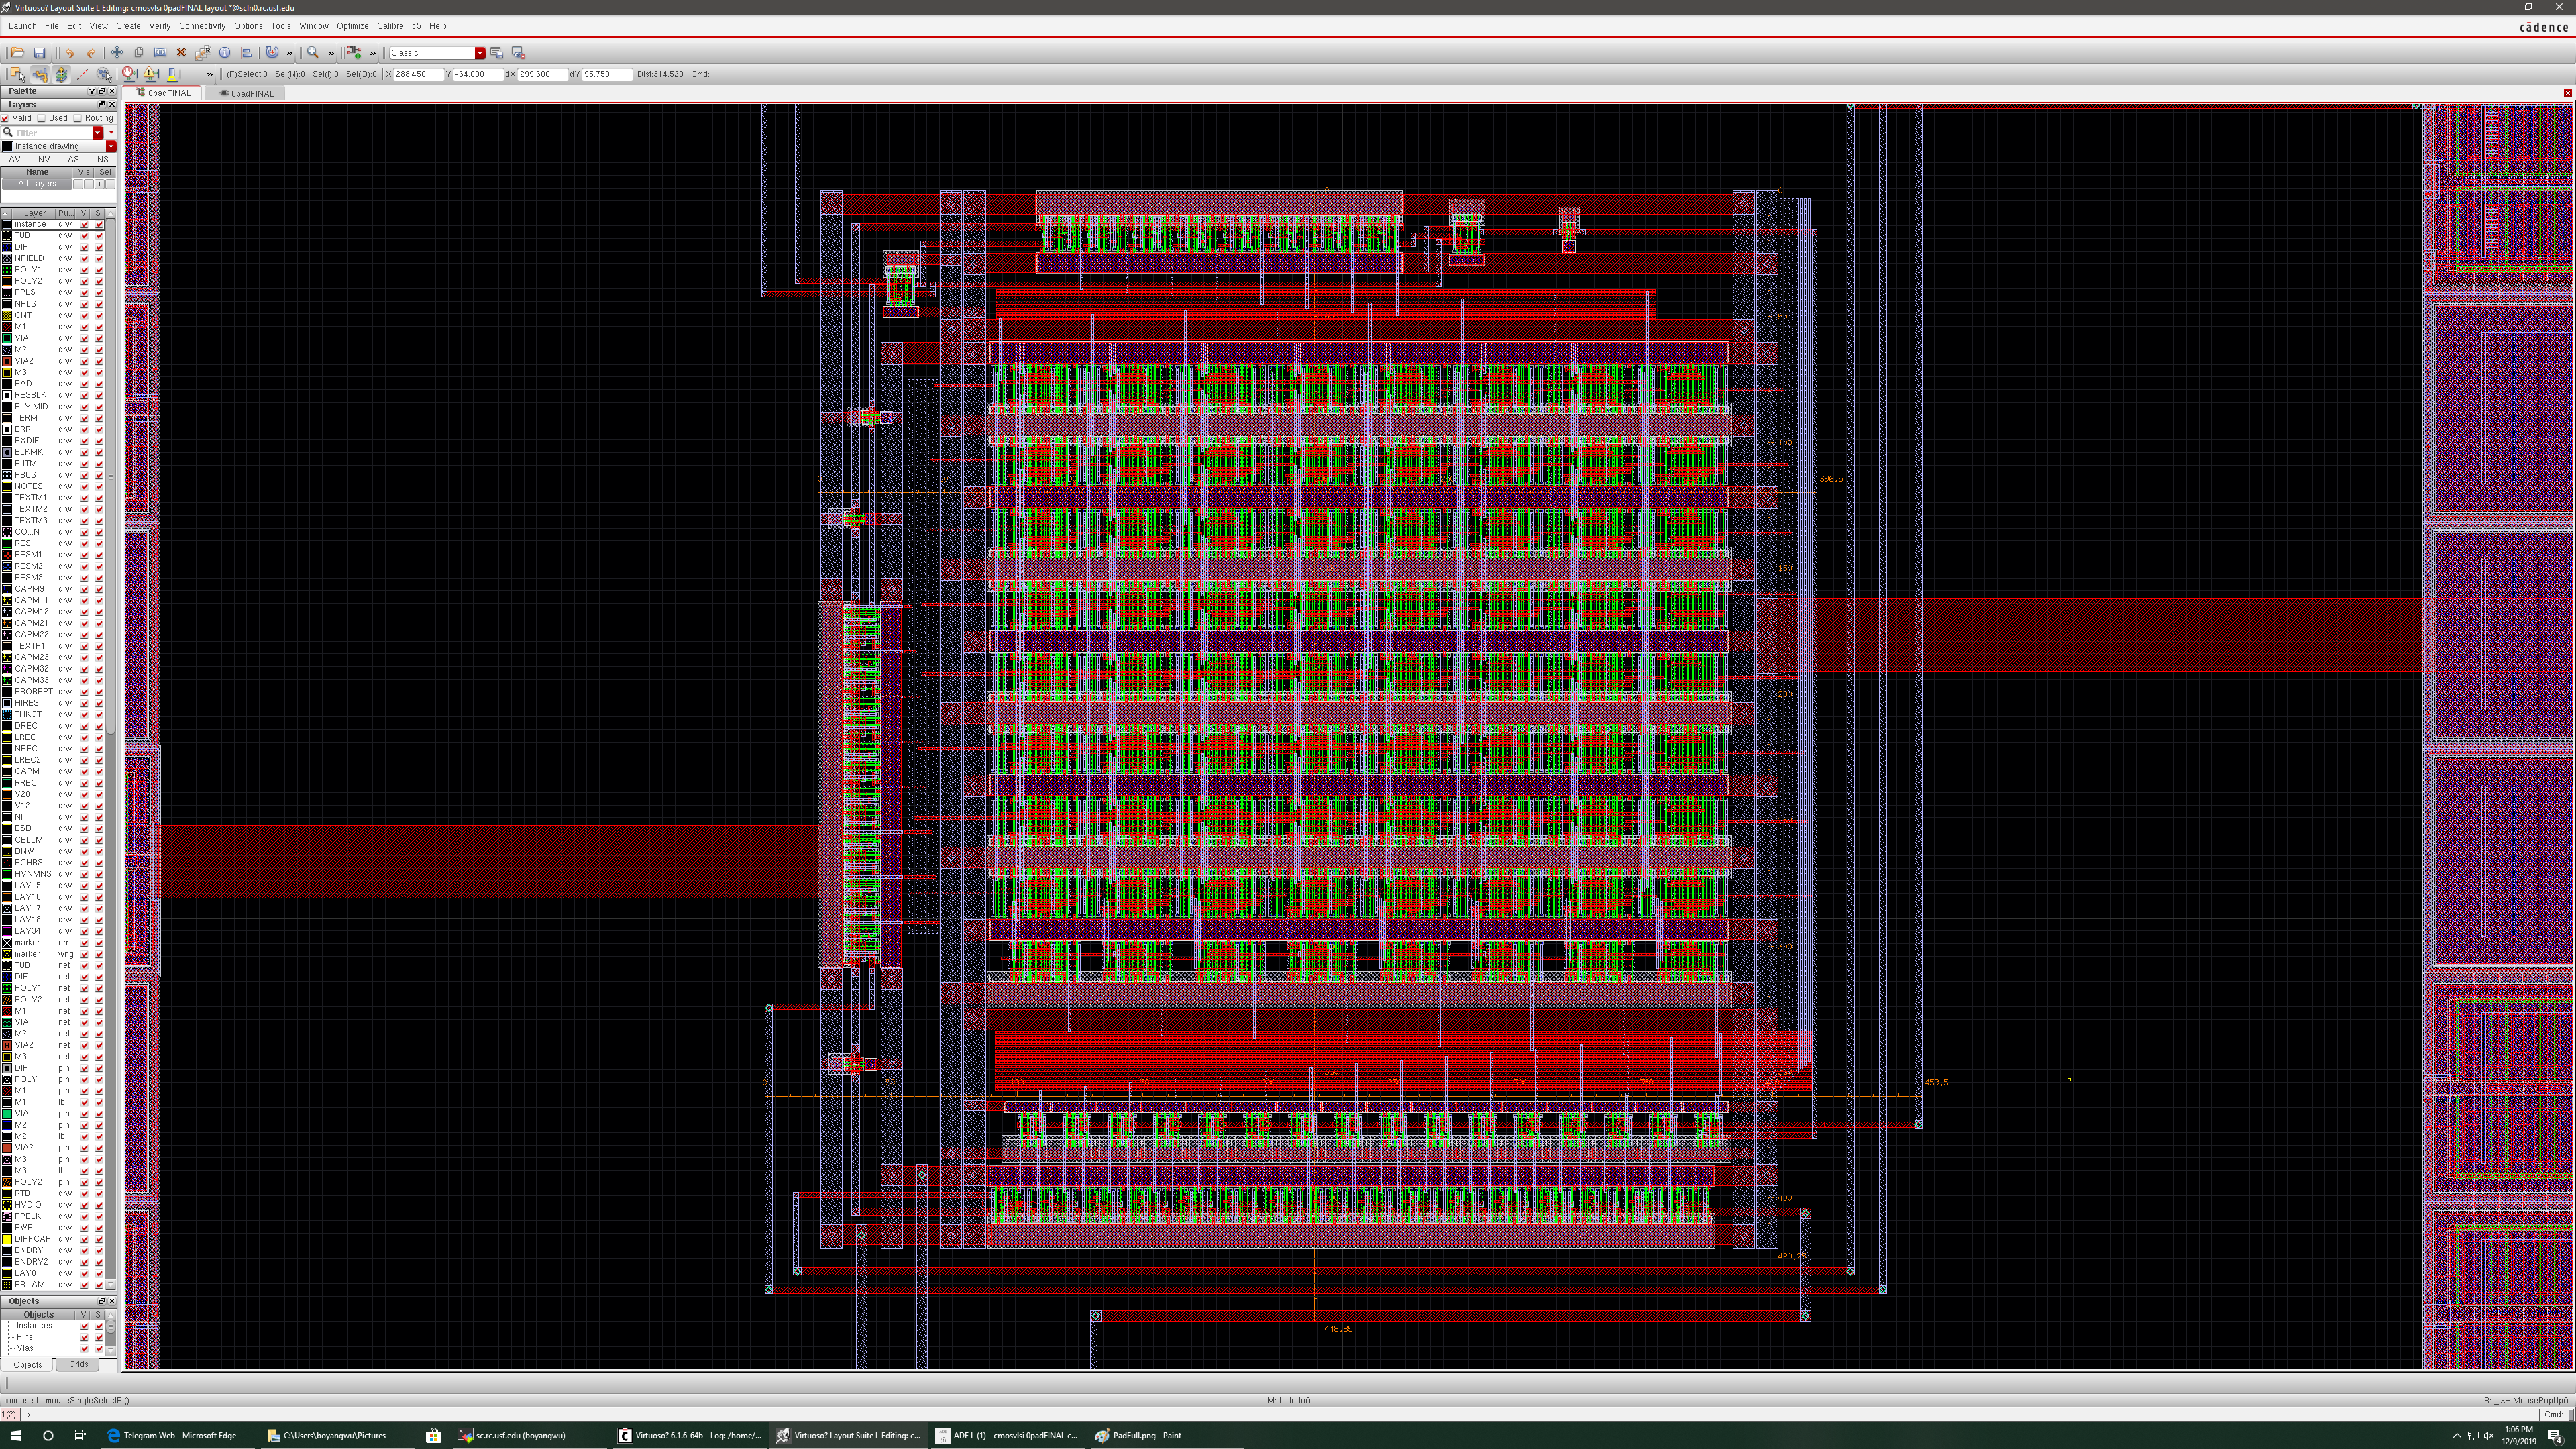 Virtuoso? Layout Suite L Editing: cmosvlsi 0padFINAL layout *@scln0.rc.usf.edu
Launch File Edit View Create Verify Connectivity Options Tools Window Optimize Calibre c5 Help
cādence
» » » Classic
» (F)Select:0 Sel(N):0 Sel(I):0 Sel(O):0 X 288.450 Y -64.000 dX 299.600 dY 95.750 Dist:314.529 Cmd:
Palette
0padFINAL 0padFINAL
Layers
Valid Used Routing
Filter
instance drawing
AV NV AS NS
Name Vis Sel
All Layers
Layer Pu... V S
instance drw
TUB drw
DIF drw
NFIELD drw
POLY1 drw
POLY2 drw
PPLS drw
NPLS drw
CNT drw
M1 drw
VIA drw
M2 drw
VIA2 drw
M3 drw
PAD drw
RESBLK drw
PLYIMID drw
TERM drw
ERR drw
EXDIF drw
BLKMK drw
BJTM drw
PBUS drw
NOTES drw
TEXTM1 drw
TEXTM2 drw
TEXTM3 drw
CO...NT drw
RES drw
RESM1 drw
RESM2 drw
RESM3 drw
CAPM9 drw
CAPM11 drw
CAPM12 drw
CAPM21 drw
CAPM22 drw
TEXTP1 drw
CAPM23 drw
CAPM32 drw
CAPM33 drw
PROBEPT drw
HIRES drw
THKGT drw
DREC drw
LREC drw
NREC drw
LREC2 drw
CAPM drw
RREC drw
V20 drw
V12 drw
NI drw
ESD drw
CELLM drw
DNW drw
PCHRS drw
HVNMNS drw
LAY15 drw
LAY16 drw
LAY17 drw
LAY18 drw
LAY34 drw
marker err
marker wng
TUB net
DIF net
POLY1 net
POLY2 net
M1 net
VIA net
M2 net
VIA2 net
M3 net
DIF pin
POLY1 pin
M1 pin
M1 lbl
VIA pin
M2 pin
M2 lbl
VIA2 pin
M3 pin
M3 lbl
POLY2 pin
RTB drw
HVDIO drw
PPBLK drw
PWB drw
DIFFCAP drw
BNDRY drw
BNDRY2 drw
LAY0 drw
PR...AM drw
396.5
459.5
420.25
448.85
Objects
Objects V S
Instances
Pins
Vias
Objects Grids
mouse L: mouseSingleSelectPt() M: hiUndo() R: _lxHiMousePopUp()
1(2) > Cmd:
Telegram Web - Microsoft Edge C:\Users\boyangwu\Pictures sc.rc.usf.edu (boyangwu) Virtuoso? 6.1.6-64b - Log: /home/... Virtuoso? Layout Suite L Editing: c... ADE L (1) - cmosvlsi 0padFINAL c... PadFull.png - Paint
1:06 PM
12/9/2019